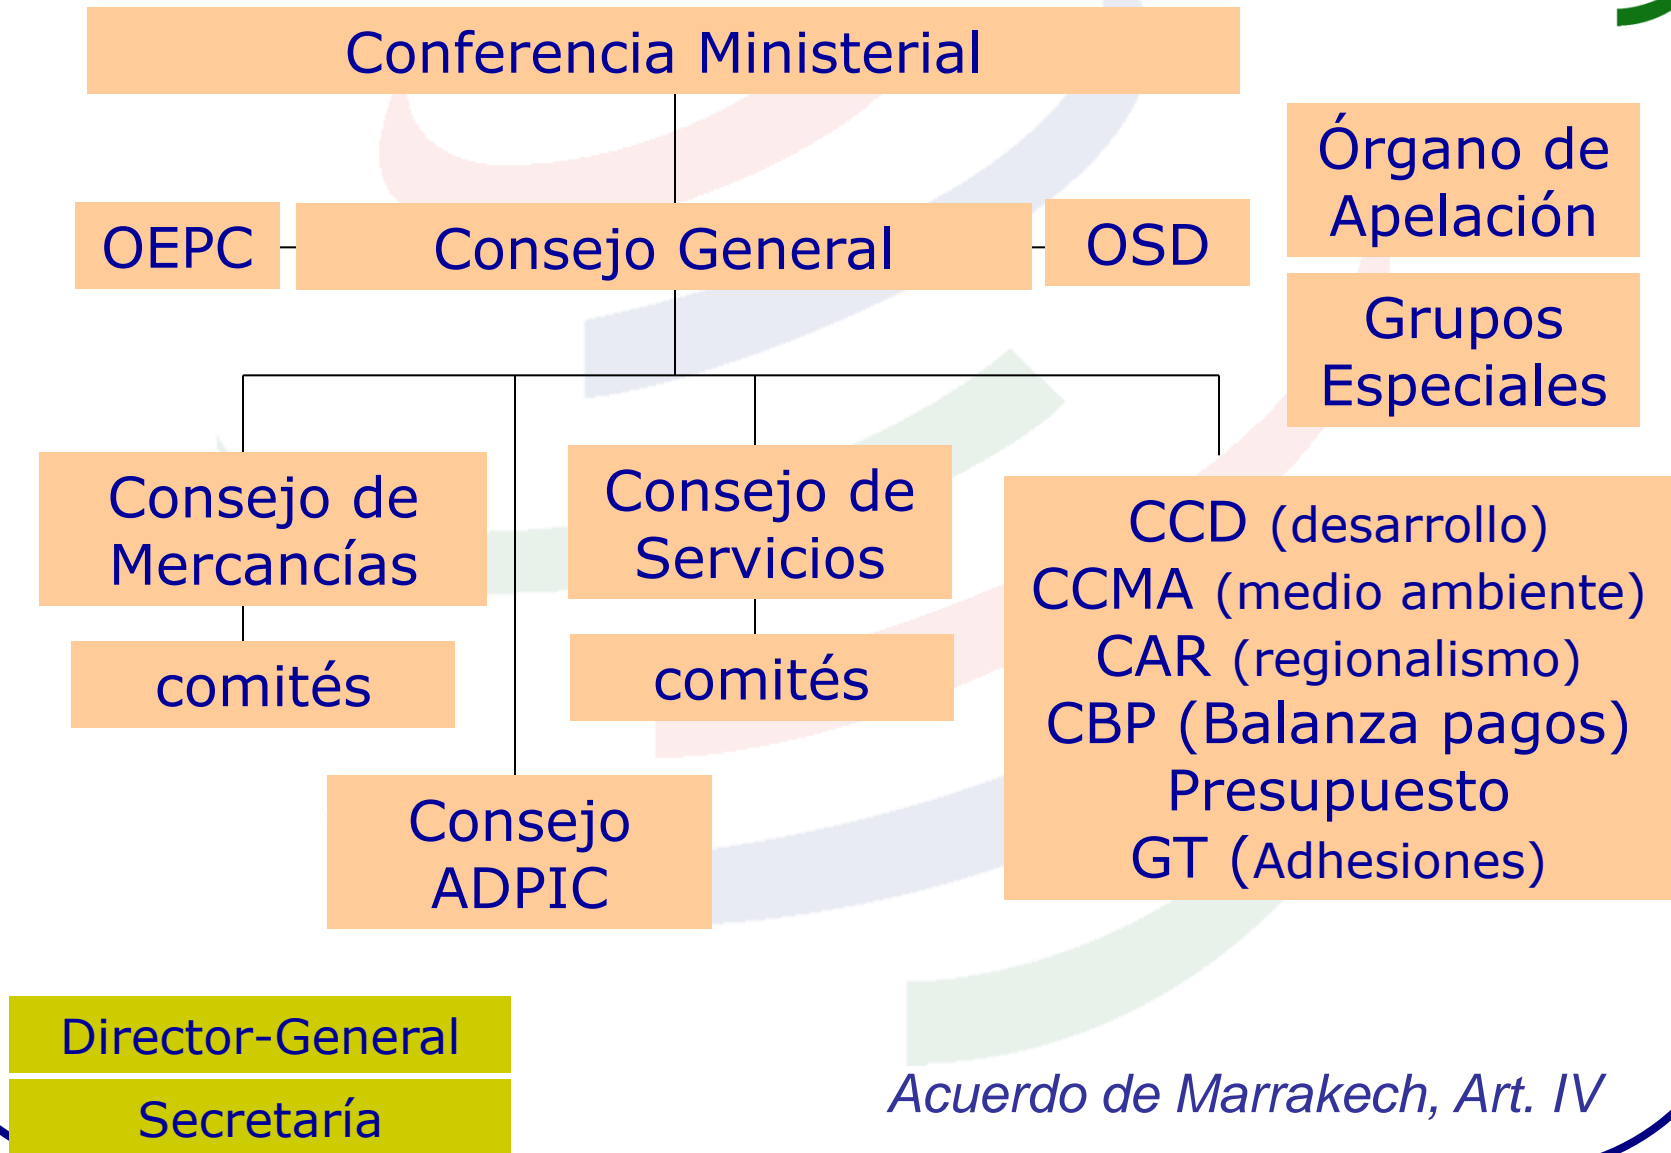 Conferencia Ministerial
Órgano de
Apelación
OEPC
Consejo General
OSD
Grupos
Especiales
Consejo de
Mercancías
comités
Consejo
ADPIC
Consejo de
Servicios
comités
CCD (desarrollo)
CCMA (medio ambiente)
CAR (regionalismo)
CBP (Balanza pagos)
Presupuesto
GT (Adhesiones)
Director-General
Secretaría
Acuerdo de Marrakech, Art. IV